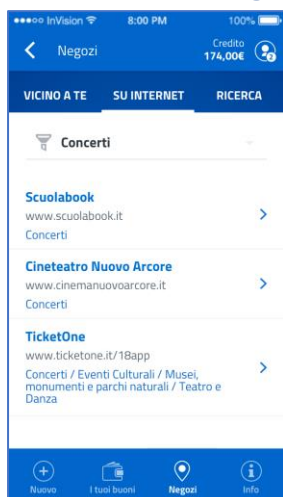 InVision 8:00 PM 100%
Negozi Credito
174,00€ 2
VICINO A TE SU INTERNET RICERCA
Concerti
Scuolabook
www.scuolabook.it
Concerti
Cineteatro Nuovo Arcore
www.cinemanuovoarcore.it
Concerti
TicketOne
www.ticketone.it/18app
Concerti / Eventi Culturali / Musei,
monumenti e parchi naturali / Teatro e
Danza
Nuovo I tuoi buoni Negozi Info